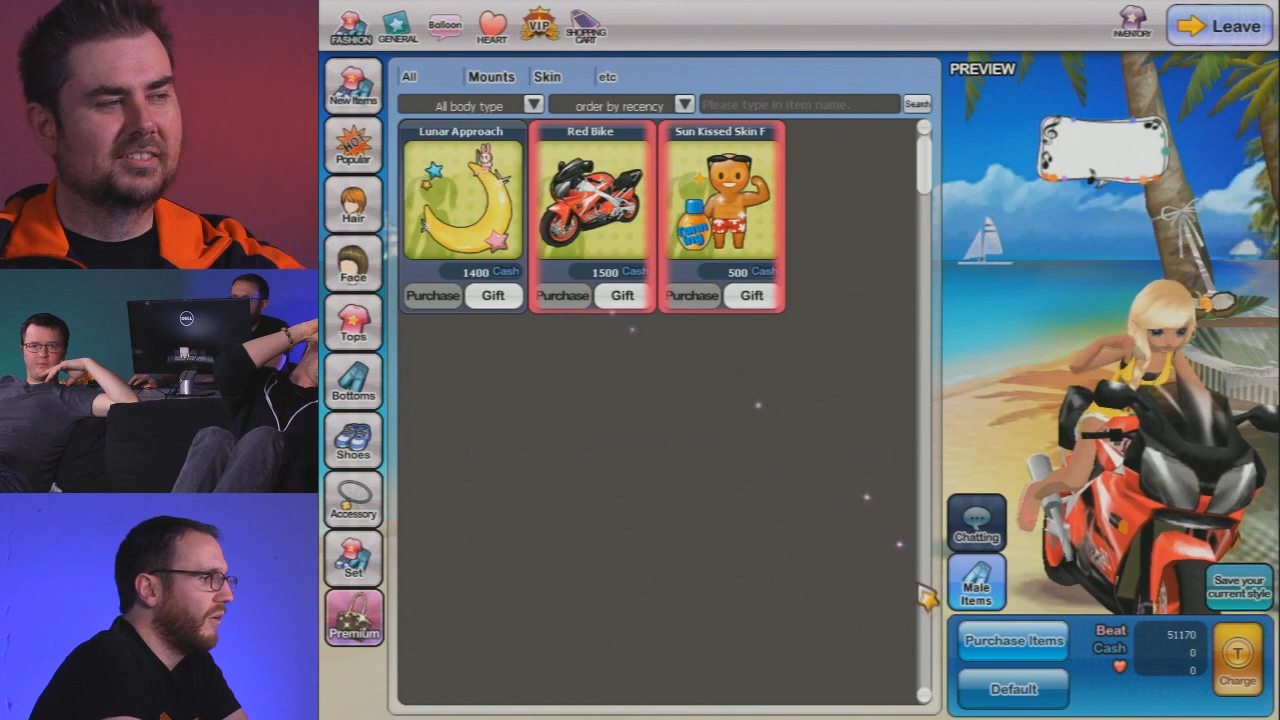 FASHION
GENERAL
Balloon
HEART
VIP
SHOPPING CART
INVENTORY
Leave
New Items
HOT
Popular
Hair
Face
Tops
Bottoms
Shoes
Accessory
Set
Premium
All
Mounts
Skin
etc
All body type
order by recency
Please type in item name.
Search
Lunar Approach
1400 Cash
Purchase
Gift
Red Bike
1500 Cash
Purchase
Gift
Sun Kissed Skin F
Tanning
500 Cash
Purchase
Gift
PREVIEW
Chatting
Male
Items
Save your
current style
Purchase Items
Default
Beat 51170
Cash 0
0
T
Charge
DELL